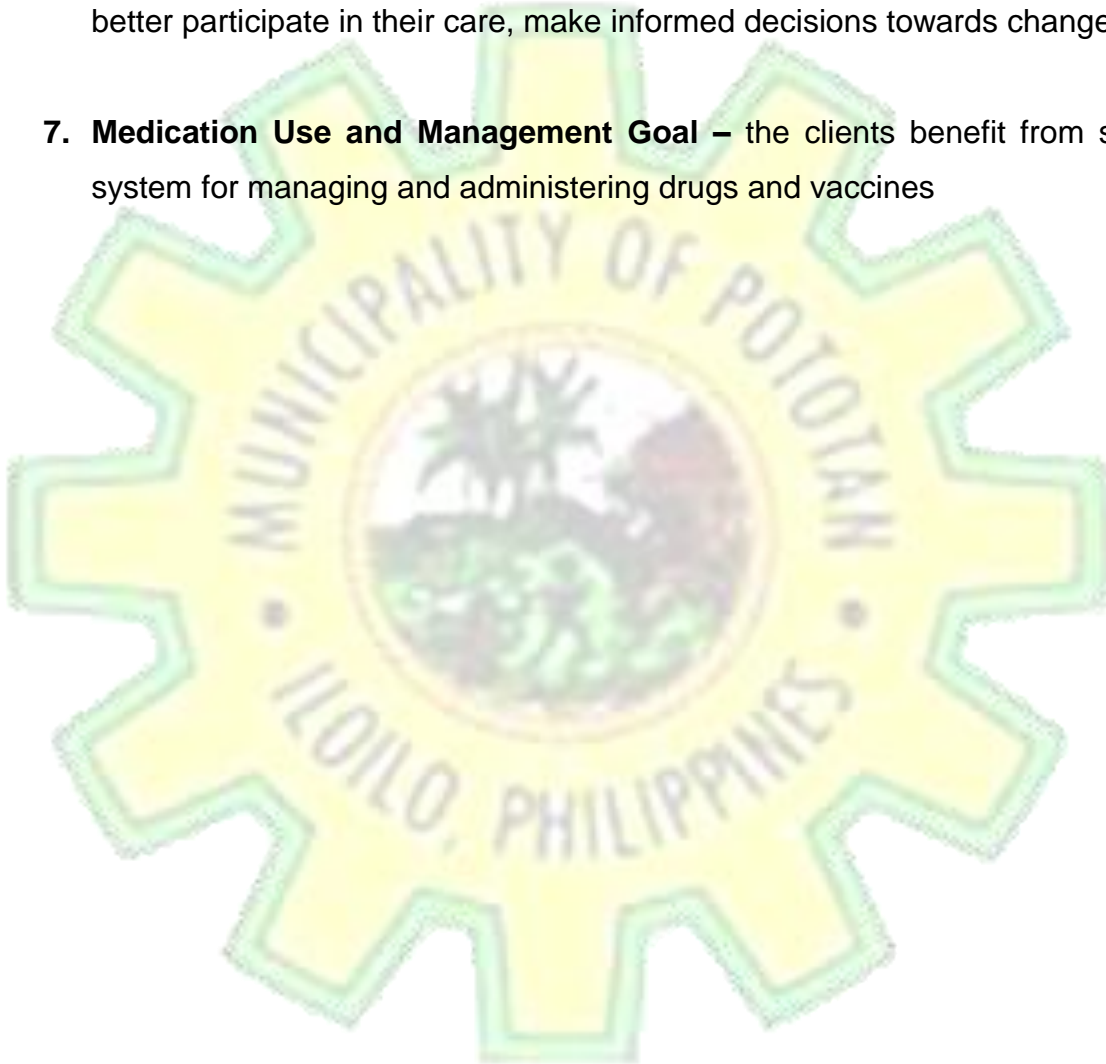 better participate in their care, make informed decisions towards change
7. Medication Use and Management Goal – the clients benefit from
system for managing and administering drugs and vaccines
MUNICIPALITY OF POTOTAN
• ILOILO, PHILIPPINES •